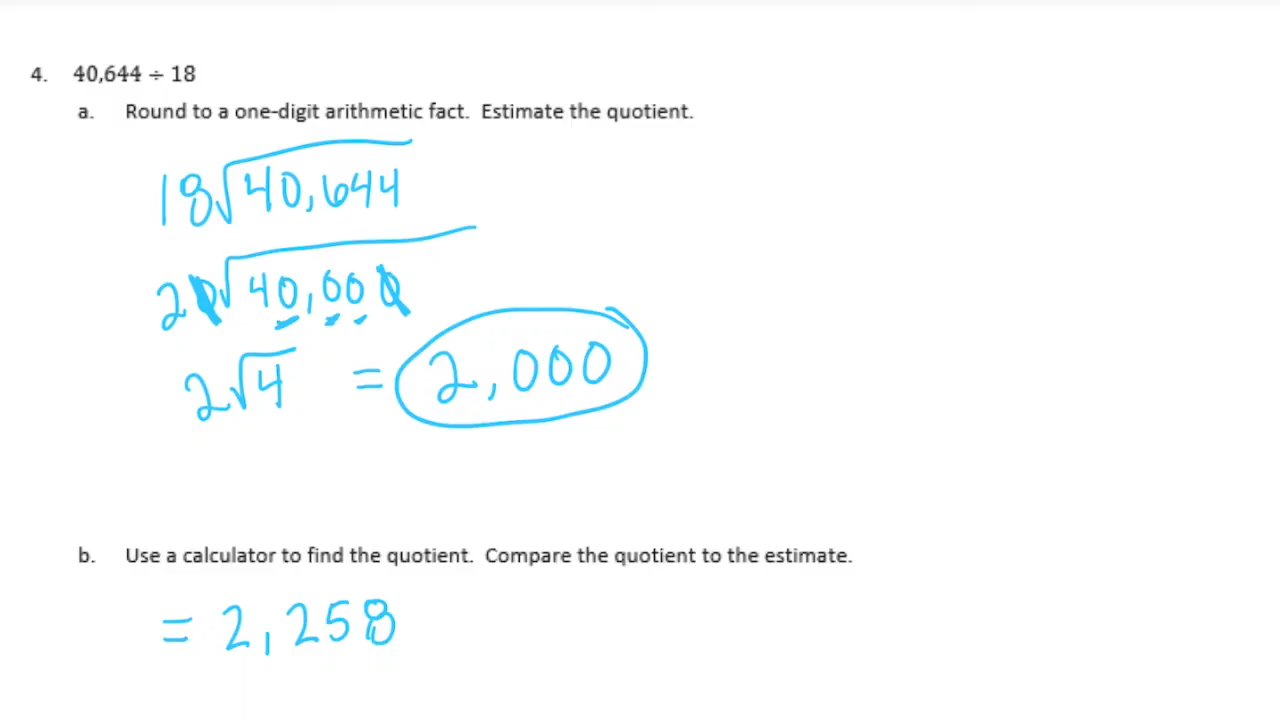 4. 40,644 ÷ 18
a. Round to a one-digit arithmetic fact. Estimate the quotient.
18√40,644
20√40,000
2√4 = 2,000
b. Use a calculator to find the quotient. Compare the quotient to the estimate.
= 2,258